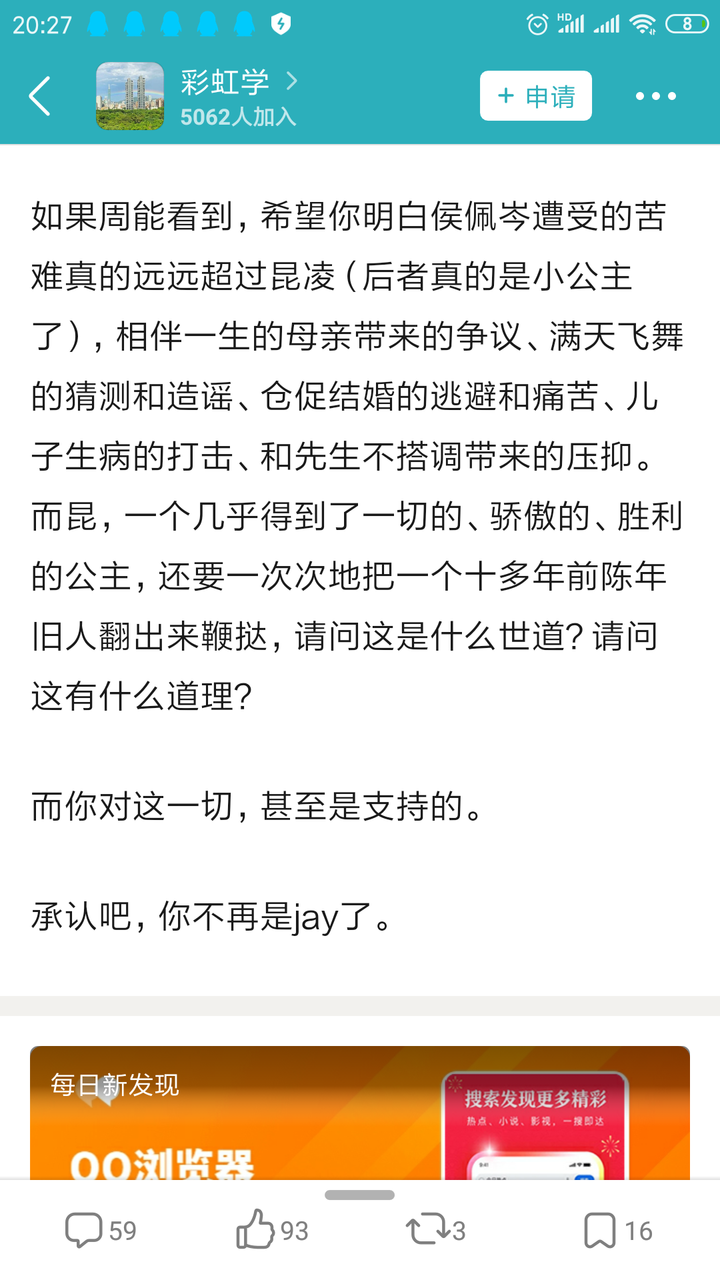 20:27
HD
8
彩虹学
5062人加入
+ 申请
如果周能看到，希望你明白侯佩岑遭受的苦
难真的远远超过昆凌（后者真的是小公主
了），相伴一生的母亲带来的争议、满天飞舞
的猜测和造谣、仓促结婚的逃避和痛苦、儿
子生病的打击、和先生不搭调带来的压抑。
而昆，一个几乎得到了一切的、骄傲的、胜利
的公主，还要一次次地把一个十多年前陈年
旧人翻出来鞭挞，请问这是什么世道？请问
这有什么道理？
而你对这一切，甚至是支持的。
承认吧，你不再是jay了。
每日新发现
搜索发现更多精彩
热点、小说、影视，一搜即达
QQ浏览器
59
93
3
16